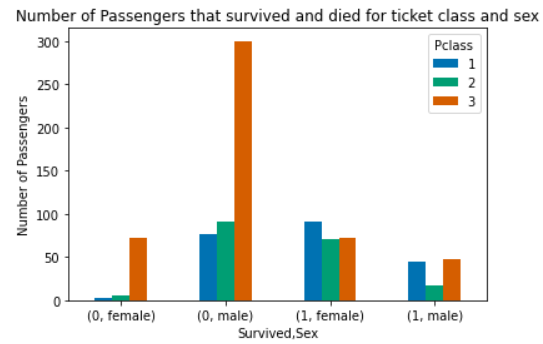 Number of Passengers that survived and died for ticket class and sex
Number of Passengers
300
250
200
150
100
50
0
Pclass
1
2
3
(0, female)
(0, male)
(1, female)
(1, male)
Survived,Sex